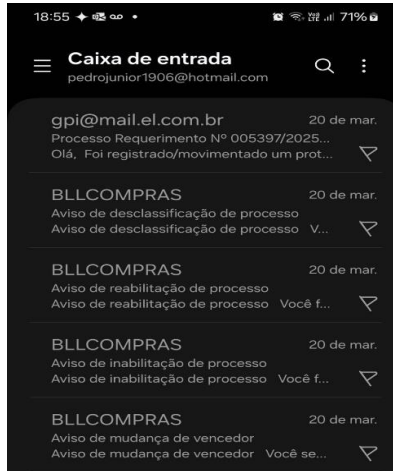 18:55 71%
Caixa de entrada
pedrojunior1906@hotmail.com
gpi@mail.el.com.br 20 de mar.
Processo Requerimento Nº 005397/2025...
Olá, Foi registrado/movimentado um prot...
BLLCOMPRAS 20 de mar.
Aviso de desclassificação de processo
Aviso de desclassificação de processo V...
BLLCOMPRAS 20 de mar.
Aviso de reabilitação de processo
Aviso de reabilitação de processo Você f...
BLLCOMPRAS 20 de mar.
Aviso de inabilitação de processo
Aviso de inabilitação de processo Você f...
BLLCOMPRAS 20 de mar.
Aviso de mudança de vencedor
Aviso de mudança de vencedor Você se...